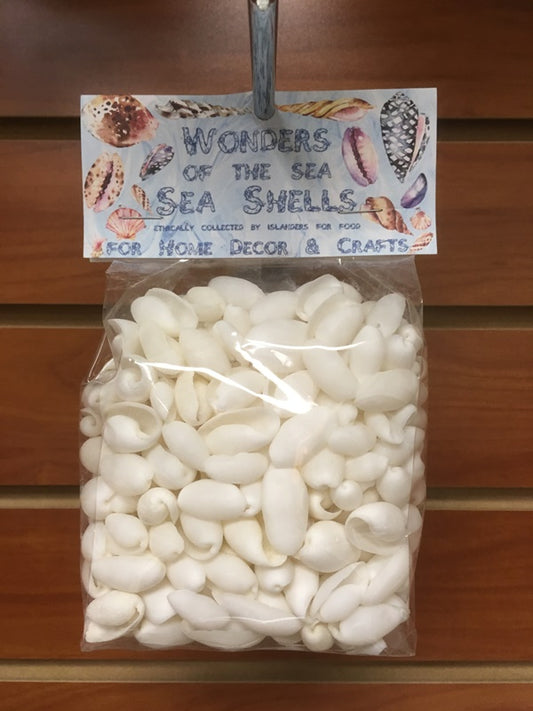 Wonders
of the sea
Sea Shells
Ethically collected by islanders for food
for Home Decor & Crafts